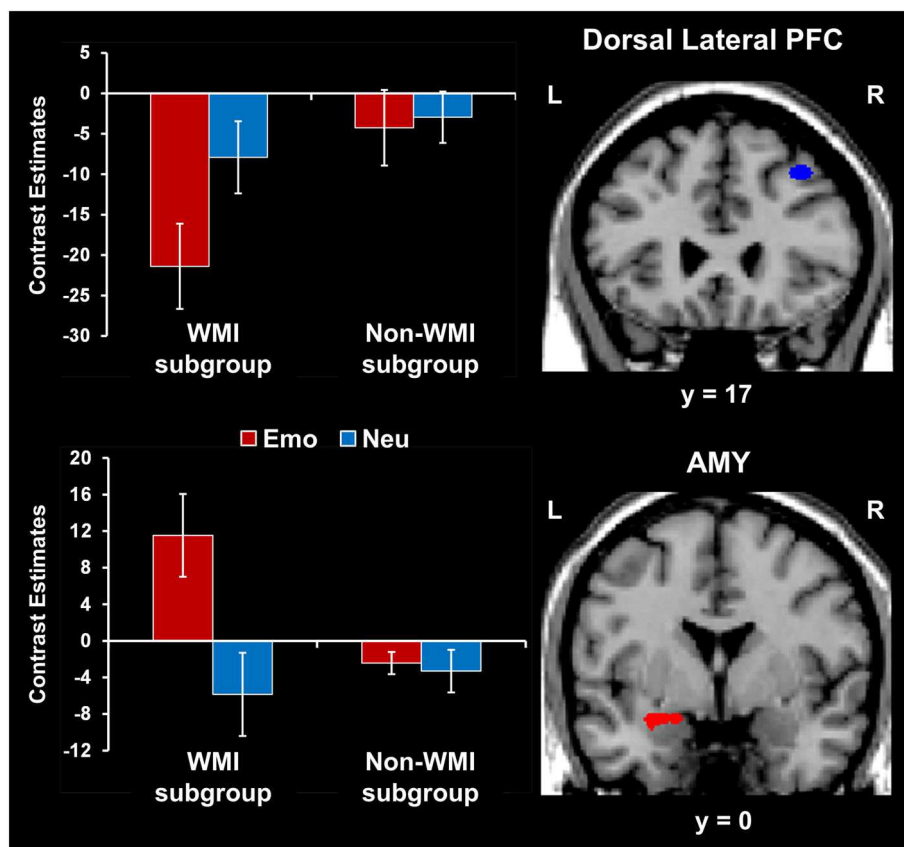 Dorsal Lateral PFC
L
R
5
0
-5
-10
-15
-20
-25
-30
Contrast Estimates
WMI
subgroup
Non-WMI
subgroup
y = 17
Emo
Neu
AMY
L
R
20
16
12
8
4
0
-4
-8
-12
Contrast Estimates
WMI
subgroup
Non-WMI
subgroup
y = 0